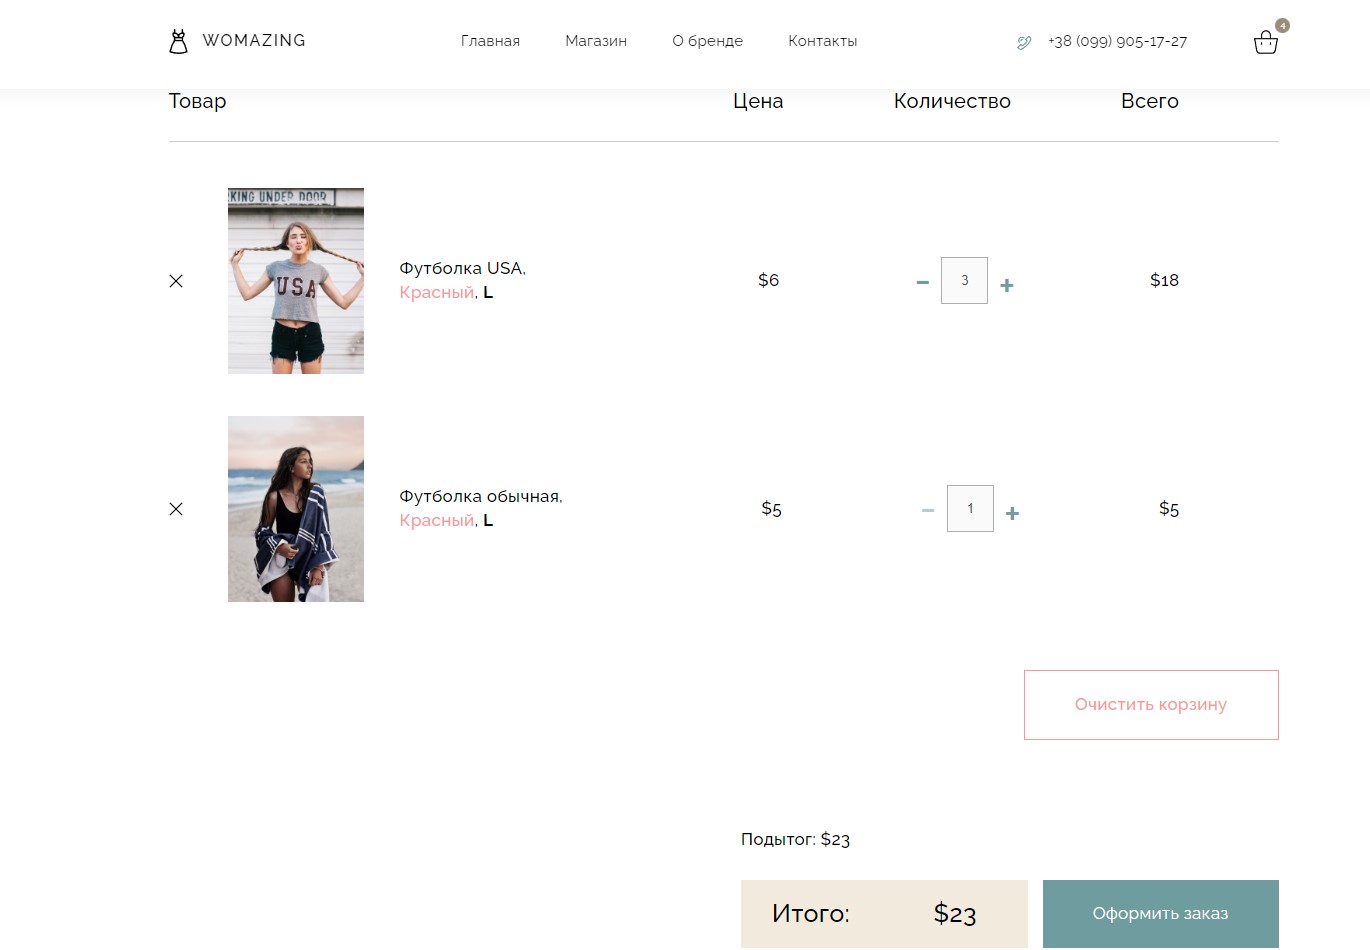 WOMAZING
Главная Магазин О бренде Контакты
+38 (099) 905-17-27
4
Товар Цена Количество Всего
RKING UNDER DOOR
USA
Футболка USA,
Красный, L
$6 − 3 + $18
Футболка обычная,
Красный, L
$5 − 1 + $5
Очистить корзину
Подытог: $23
Итого: $23
Оформить заказ